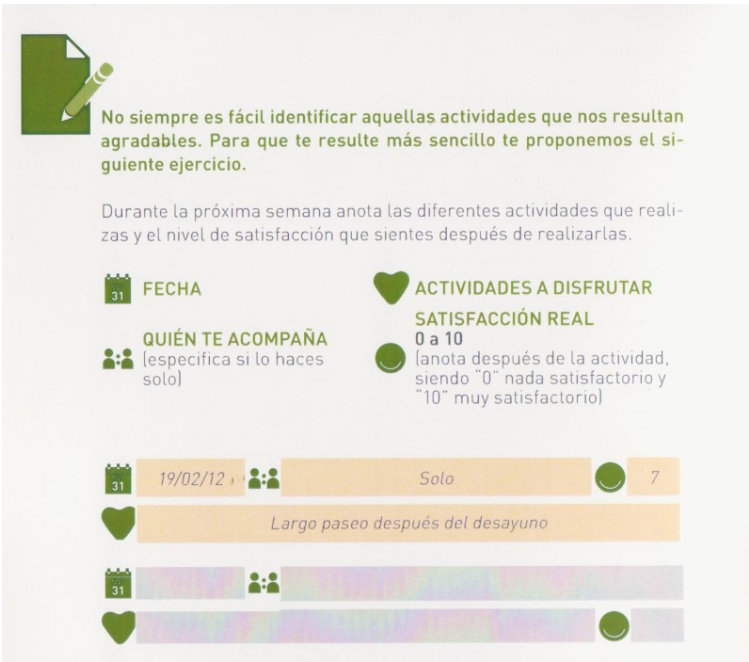 No siempre es fácil identificar aquellas actividades que nos resultan
agradables. Para que te resulte más sencillo te proponemos el si-
guiente ejercicio.
Durante la próxima semana anota las diferentes actividades que reali-
zas y el nivel de satisfacción que sientes después de realizarlas.
31 FECHA
QUIÉN TE ACOMPAÑA
(especifica si lo haces
solo)
ACTIVIDADES A DISFRUTAR
SATISFACCIÓN REAL
0 a 10
(anota después de la actividad,
siendo "0" nada satisfactorio y
"10" muy satisfactorio)
31 19/02/12 Solo 7
Largo paseo después del desayuno
31